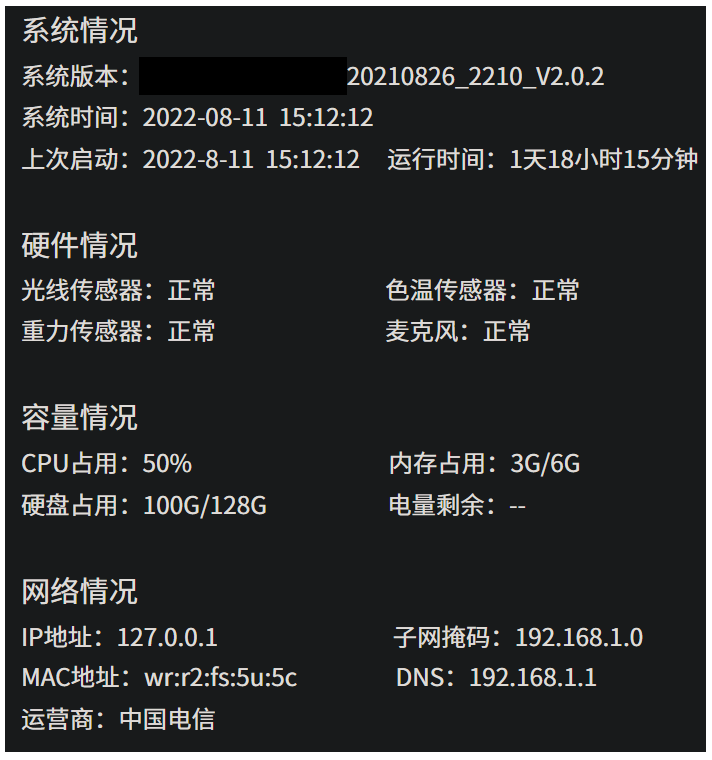 系统情况
系统版本：20210826_2210_V2.0.2
系统时间：2022-08-11 15:12:12
上次启动：2022-8-11 15:12:12 运行时间：1天18小时15分钟
硬件情况
光线传感器：正常 色温传感器：正常
重力传感器：正常 麦克风：正常
容量情况
CPU占用：50% 内存占用：3G/6G
硬盘占用：100G/128G 电量剩余：--
网络情况
IP地址：127.0.0.1 子网掩码：192.168.1.0
MAC地址：wr:r2:fs:5u:5c DNS：192.168.1.1
运营商：中国电信